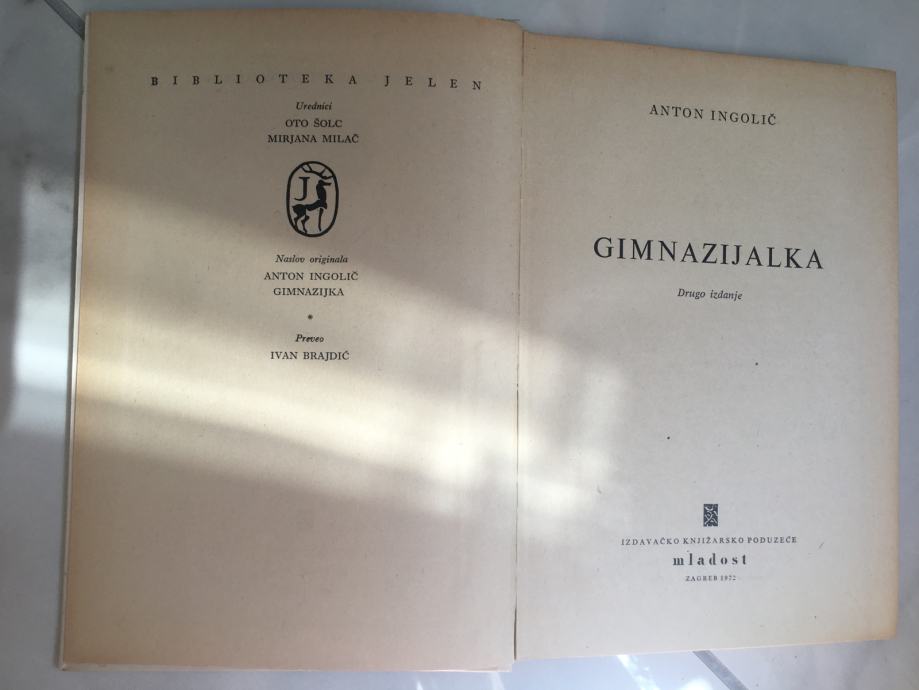 BIBLIOTEKA JELEN
Urednici
OTO ŠOLC
MIRJANA MILAČ
J
Naslov originala
ANTON INGOLIČ
GIMNAZIJKA
*
Preveo
IVAN BRAJDIĆ
ANTON INGOLIČ
GIMNAZIJALKA
Drugo izdanje
IZDAVAČKO KNJIŽARSKO PODUZEĆE
mladost
ZAGREB 1972